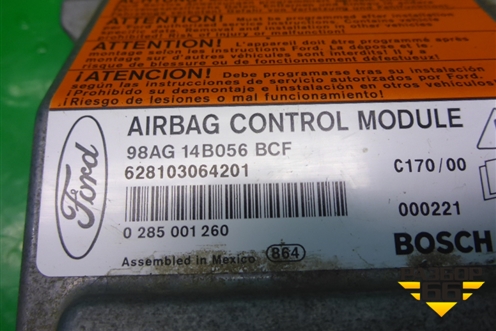 ATTENTION!
ATTENTION! L'appareil doit être programmé après
montage selon les instructions Ford. La dépose et
montage sur d'autres véhicules sont interdits! Il y a
risque de blessure ou de fonctionnement défectueux!
¡ATENCION! Debe programarse tras su instalación
según las instrucciones de servicio autorizados por Ford.
Prohibido su desmontaje e instalación en otros vehículos
¡Riesgo de lesiones o mal funcionamiento!
Ford
AIRBAG CONTROL MODULE
98AG 14B056 BCF
628103064201
C170/00
000221
0 285 001 260
BOSCH
Assembled in Mexico
864